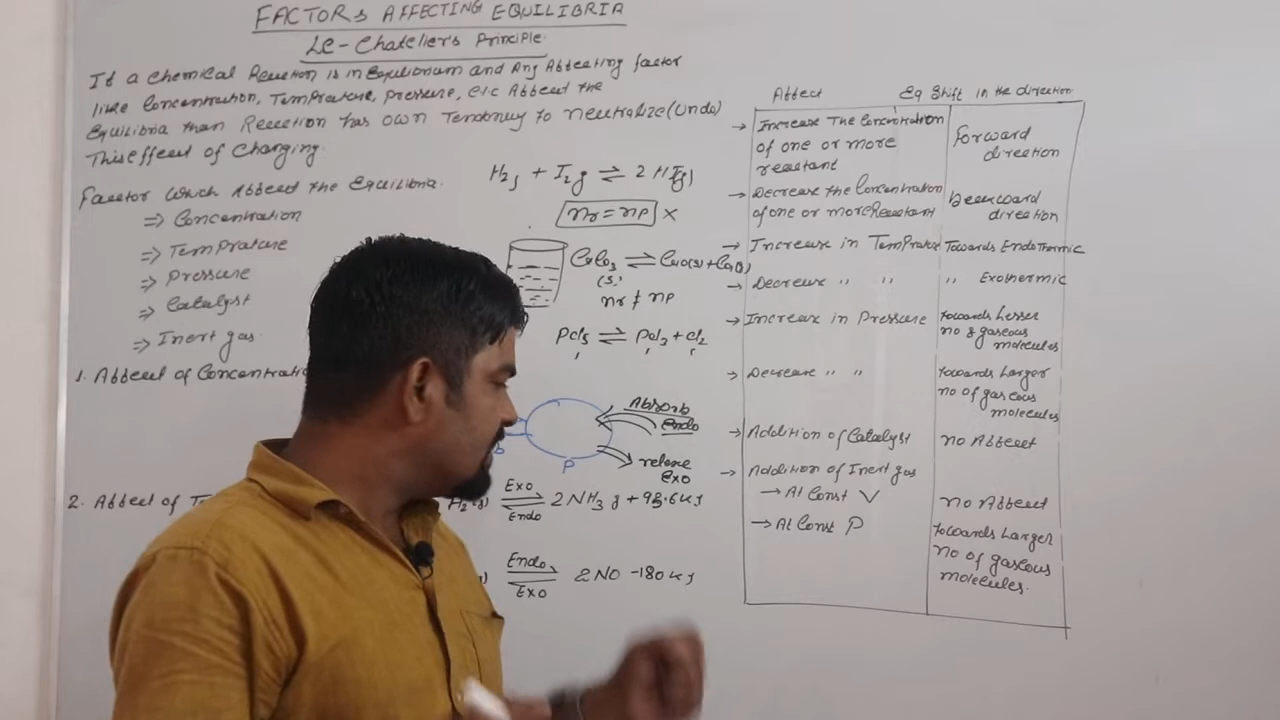 FACTORS AFFECTING EQUILIBRIA
Le-Chatelier's Principle.
If a Chemical Reaction is in Equilibrium and Any Affecting factor
like Concentration, Temprature, pressure, etc Affect the
Equilibria than Reaction has own Tendency to neutralize (Undo)
This effect of Changing.
Factor which Affect the Equilibria.
⇒ Concentration
⇒ Temprature
⇒ Pressure
⇒ Catalyst
⇒ Inert gas.
1. Affect of Concentratio
2. Affect of T
H2g + I2g ⇌ 2 HI(g)
nr = np ×
CaCO3 ⇌ CaO(s) + CO2(g)
(s)
nr ≠ np
PCl5 ⇌ PCl3 + Cl2
Absorb
endo
release
exo
P
H2(g) Exo ⇌ Endo 2NH3 g + 93.6 KJ
Endo ⇌ Exo 2NO -180 KJ
Affect Eq Shift in the direction
→ Increase The Concentration of one or more reactant Forward direction
→ Decrease the Concentration of one or more Reactant Backward direction
→ Increase in Temprature Towards Endothermic
→ Decrease " " " Exothermic
→ Increase in Pressure towards Lesser no of gaseous molecules
→ Decrease " " towards Larger no of gaseous molecules
→ Addition of Catalyst no Affect
→ Addition of Inert gas
→ At Const V no Affect
→ At Const P towards Larger no of gaseous molecules.